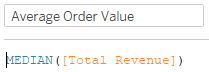 Average Order Value
MEDIAN([Total Revenue])